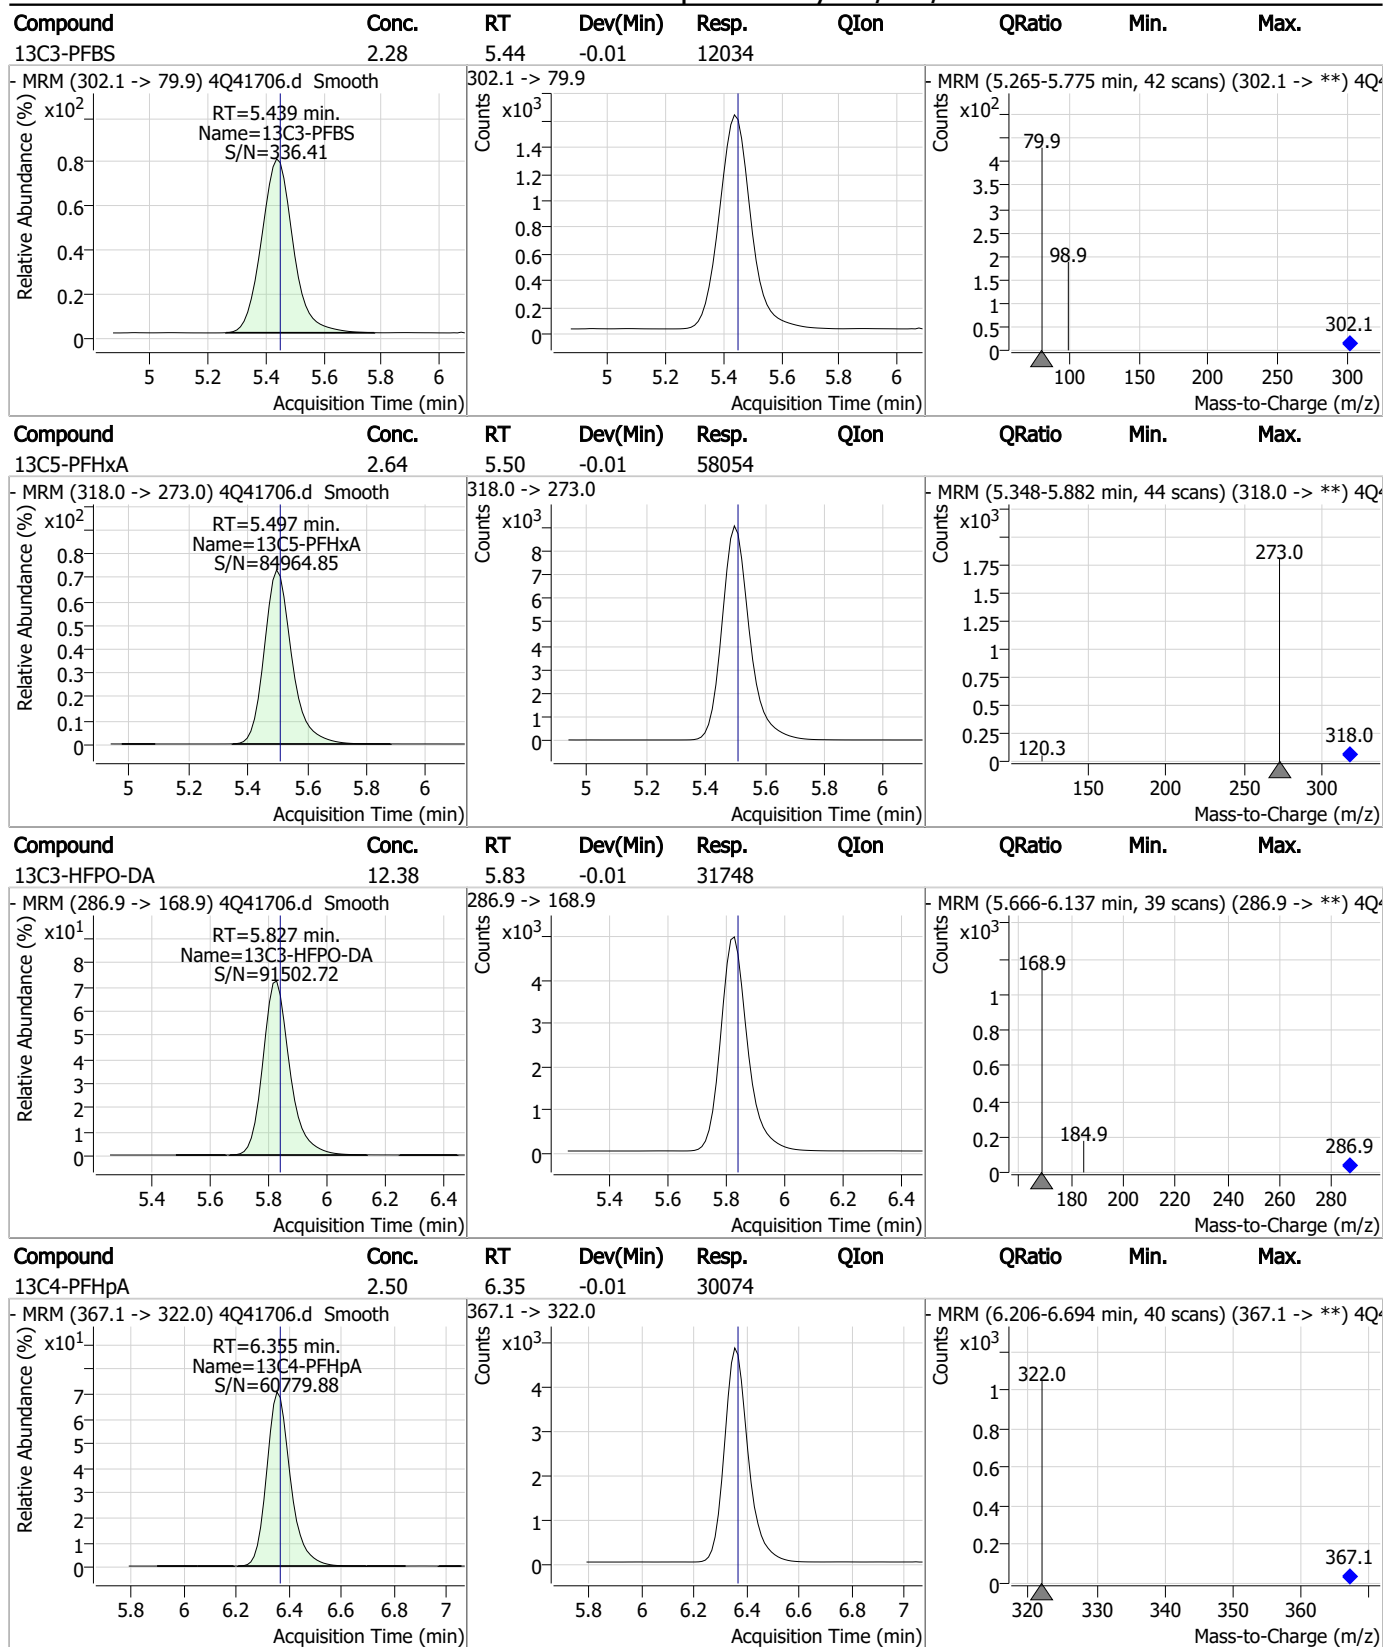 Compound Conc. RT Dev(Min) Resp. QIon QRatio Min. Max.
13C3-PFBS 2.28 5.44 -0.01 12034
- MRM (302.1 -> 79.9) 4Q41706.d Smooth
Relative Abundance (%)
x10²
RT=5.439 min.
Name=13C3-PFBS
S/N=336.41
0.8
0.6
0.4
0.2
0
5 5.2 5.4 5.6 5.8 6
Acquisition Time (min)
302.1 -> 79.9
Counts
x10³
1.4
1.2
1
0.8
0.6
0.4
0.2
0
5 5.2 5.4 5.6 5.8 6
Acquisition Time (min)
- MRM (5.265-5.775 min, 42 scans) (302.1 -> **) 4Q4
Counts
x10²
79.9
4
3.5
3
2.5
2
1.5
1
0.5
0
98.9
302.1
100 150 200 250 300
Mass-to-Charge (m/z)
Compound Conc. RT Dev(Min) Resp. QIon QRatio Min. Max.
13C5-PFHxA 2.64 5.50 -0.01 58054
- MRM (318.0 -> 273.0) 4Q41706.d Smooth
Relative Abundance (%)
x10²
RT=5.497 min.
Name=13C5-PFHxA
S/N=84964.85
0.8
0.7
0.6
0.5
0.4
0.3
0.2
0.1
0
5 5.2 5.4 5.6 5.8 6
Acquisition Time (min)
318.0 -> 273.0
Counts
x10³
8
7
6
5
4
3
2
1
0
5 5.2 5.4 5.6 5.8 6
Acquisition Time (min)
- MRM (5.348-5.882 min, 44 scans) (318.0 -> **) 4Q4
Counts
x10³
273.0
1.75
1.5
1.25
1
0.75
0.5
0.25
0
120.3
318.0
150 200 250 300
Mass-to-Charge (m/z)
Compound Conc. RT Dev(Min) Resp. QIon QRatio Min. Max.
13C3-HFPO-DA 12.38 5.83 -0.01 31748
- MRM (286.9 -> 168.9) 4Q41706.d Smooth
Relative Abundance (%)
x10¹
RT=5.827 min.
Name=13C3-HFPO-DA
S/N=91502.72
8
7
6
5
4
3
2
1
0
5.4 5.6 5.8 6 6.2 6.4
Acquisition Time (min)
286.9 -> 168.9
Counts
x10³
4
3
2
1
0
5.4 5.6 5.8 6 6.2 6.4
Acquisition Time (min)
- MRM (5.666-6.137 min, 39 scans) (286.9 -> **) 4Q4
Counts
x10³
168.9
1
0.8
0.6
0.4
0.2
0
184.9
286.9
180 200 220 240 260 280
Mass-to-Charge (m/z)
Compound Conc. RT Dev(Min) Resp. QIon QRatio Min. Max.
13C4-PFHpA 2.50 6.35 -0.01 30074
- MRM (367.1 -> 322.0) 4Q41706.d Smooth
Relative Abundance (%)
x10¹
RT=6.355 min.
Name=13C4-PFHpA
S/N=60779.88
7
6
5
4
3
2
1
0
5.8 6 6.2 6.4 6.6 6.8 7
Acquisition Time (min)
367.1 -> 322.0
Counts
x10³
4
3
2
1
0
5.8 6 6.2 6.4 6.6 6.8 7
Acquisition Time (min)
- MRM (6.206-6.694 min, 40 scans) (367.1 -> **) 4Q4
Counts
x10³
322.0
1
0.8
0.6
0.4
0.2
0
367.1
320 330 340 350 360
Mass-to-Charge (m/z)